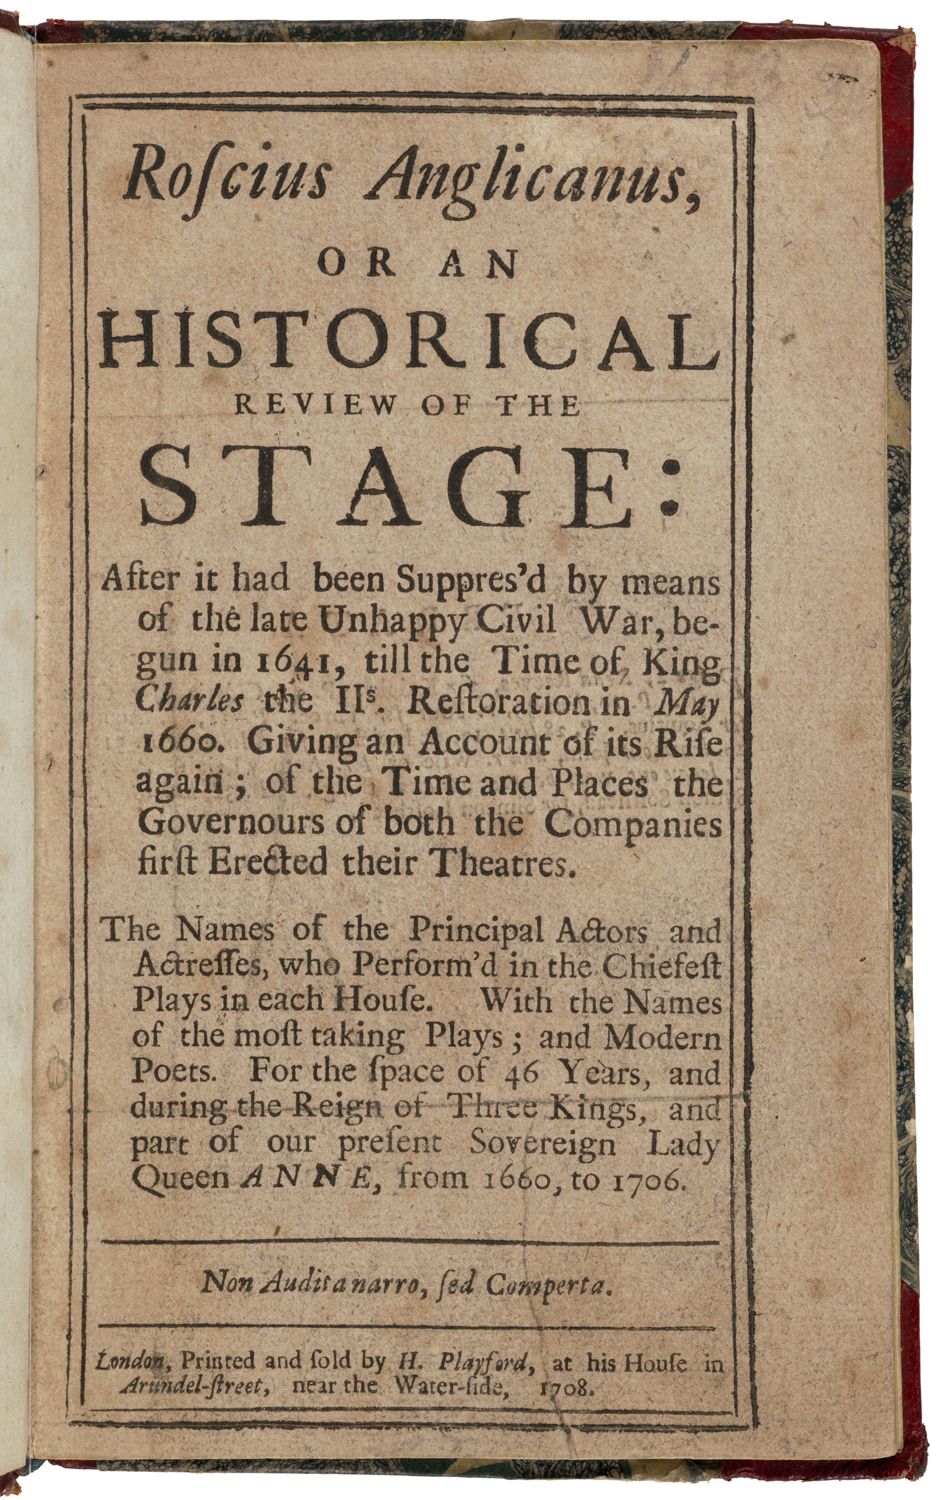 Roſcius Anglicanus,
OR AN
HISTORICAL
REVIEW OF THE
STAGE:
After it had been Suppres'd by means
of the late Unhappy Civil War, be-
gun in 1641, till the Time of King
Charles the IIs. Reſtoration in May
1660. Giving an Account of its Riſe
again; of the Time and Places the
Governours of both the Companies
firſt Erected their Theatres.
The Names of the Principal Actors and
Actreſſes, who Perform'd in the Chiefeſt
Plays in each Houſe. With the Names
of the moſt taking Plays; and Modern
Poets. For the ſpace of 46 Years, and
during the Reign of Three Kings, and
part of our preſent Sovereign Lady
Queen ANNE, from 1660, to 1706.
Non Audita narro, ſed Comperta.
London, Printed and ſold by H. Playford, at his Houſe in
Arundel-ſtreet, near the Water-ſide, 1708.